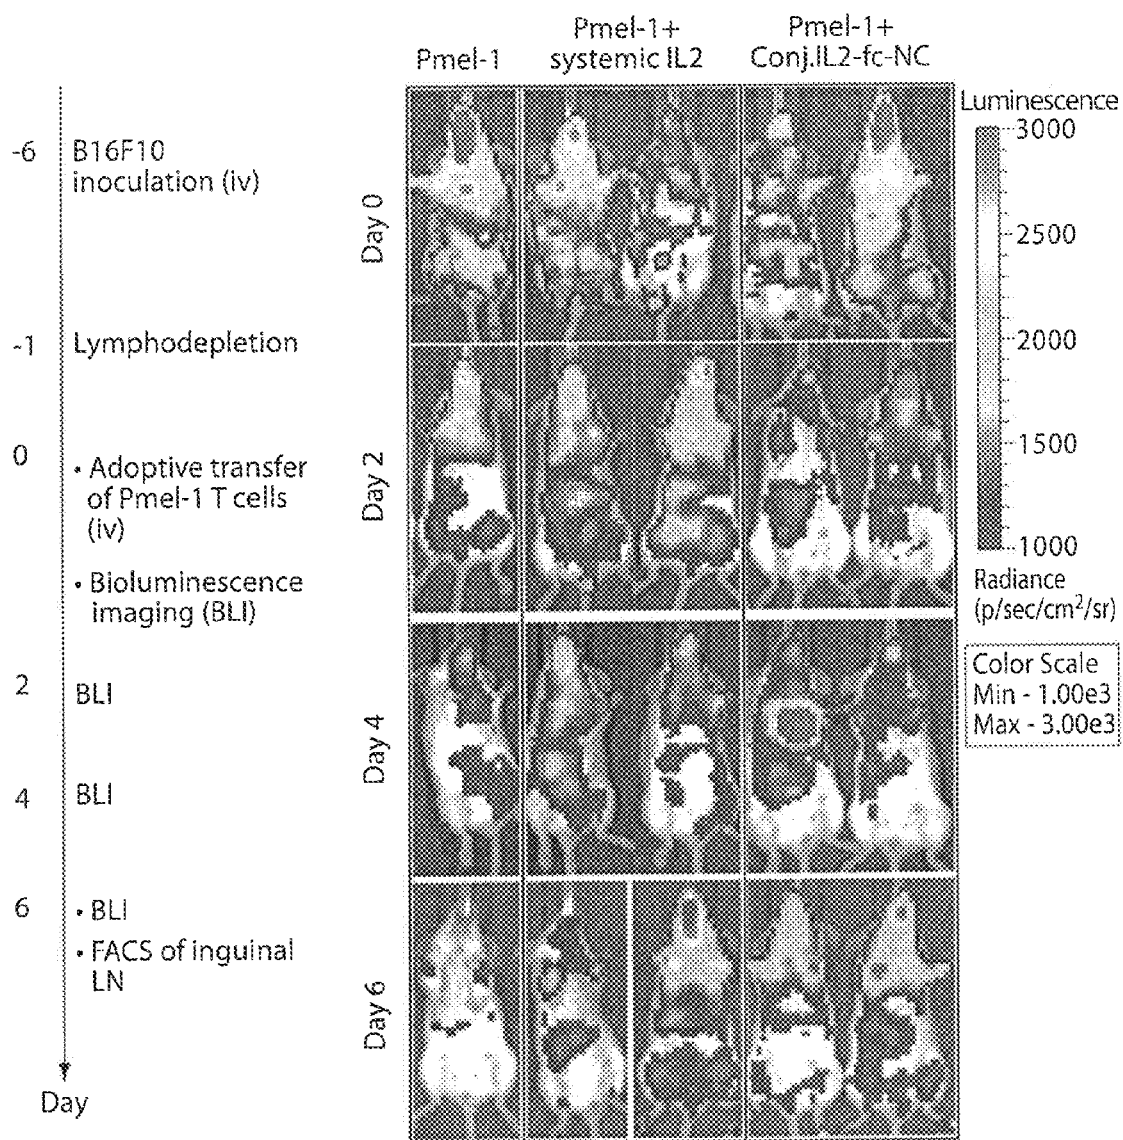 -6
B16F10
inoculation (iv)
-1
Lymphodepletion
0
• Adoptive transfer
of Pmel-1 T cells
(iv)
• Bioluminescence
imaging (BLI)
2
BLI
4
BLI
6
• BLI
• FACS of inguinal
LN
Day
Pmel-1
Pmel-1+
systemic IL2
Pmel-1+
Conj.IL2-fc-NC
Day 0
Day 2
Day 4
Day 6
Luminescence
3000
2500
2000
1500
1000
Radiance
(p/sec/cm²/sr)
Color Scale
Min - 1.00e3
Max - 3.00e3